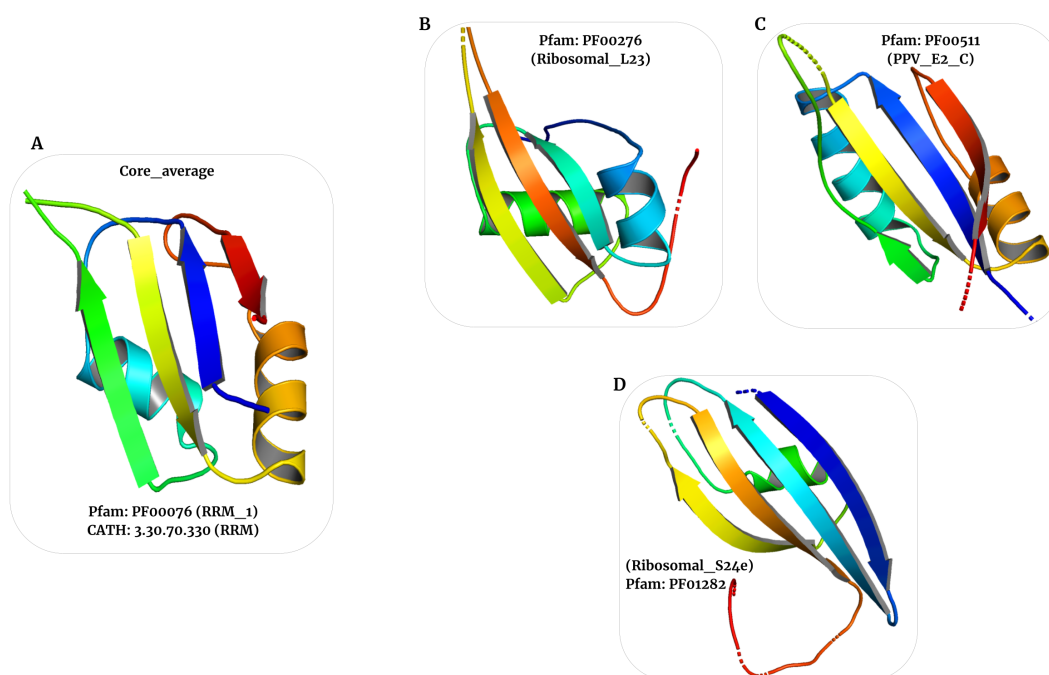 A
Core_average
Pfam: PF00076 (RRM_1)
CATH: 3.30.70.330 (RRM)
B
Pfam: PF00276
(Ribosomal_L23)
C
Pfam: PF00511
(PPV_E2_C)
D
(Ribosomal_S24e)
Pfam: PF01282